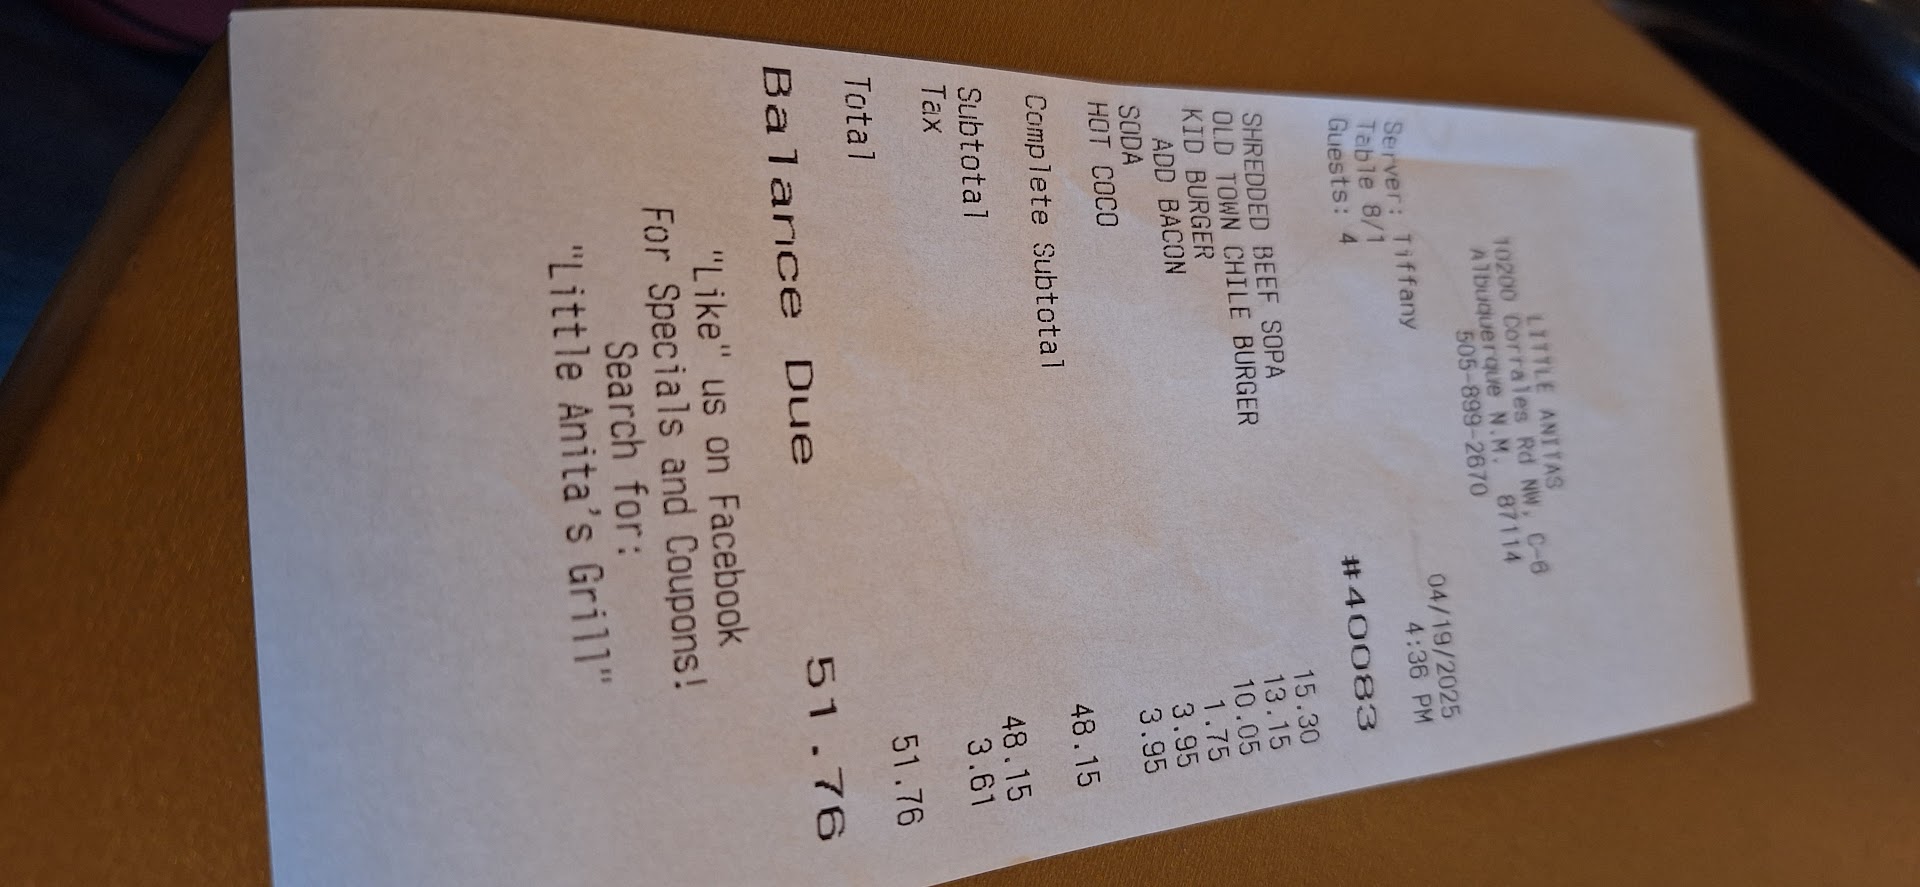 LITTLE ANITAS
10200 Corrales Rd NW, C-6
Albuquerque N.M. 87114
505-899-2670
Server: Tiffany 04/19/2025
Table 8/1 4:36 PM
Guests: 4 #40083
SHREDDED BEEF SOPA 15.30
OLD TOWN CHILE BURGER 13.15
KID BURGER 10.05
ADD BACON 1.75
SODA 3.95
HOT COCO 3.95
Complete Subtotal 48.15
Subtotal 48.15
Tax 3.61
Total 51.76
Balance Due 51.76
"Like" us on Facebook
For Specials and Coupons!
Search for:
"Little Anita's Grill"